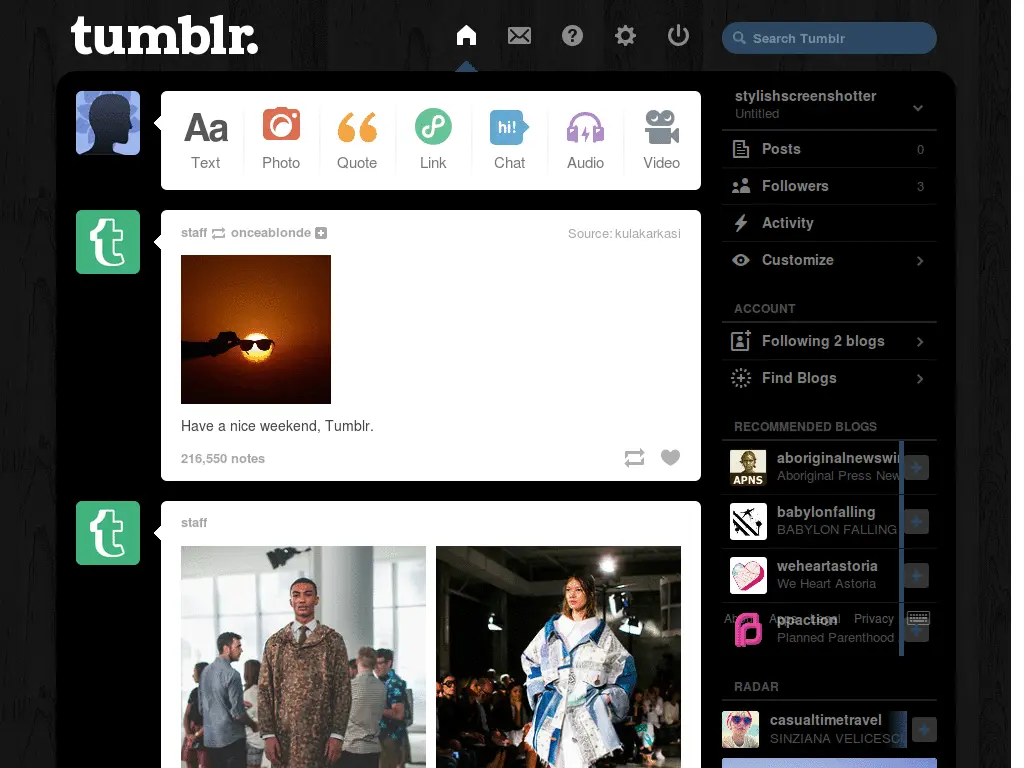 tumblr.
Search Tumblr
Aa
Text
Photo
Quote
Link
hi!
Chat
Audio
Video
staff onceablonde
Source: kulakarkasi
Have a nice weekend, Tumblr.
216,550 notes
staff
stylishscreenshotter
Untitled
Posts 0
Followers 3
Activity
Customize
ACCOUNT
Following 2 blogs
Find Blogs
RECOMMENDED BLOGS
APNS
aboriginalnewswi
Aboriginal Press New
babylonfalling
BABYLON FALLING
weheartastoria
We Heart Astoria
ppaction
Legal Privacy
Planned Parenthood
RADAR
casualtimetravel
SINZIANA VELICESC